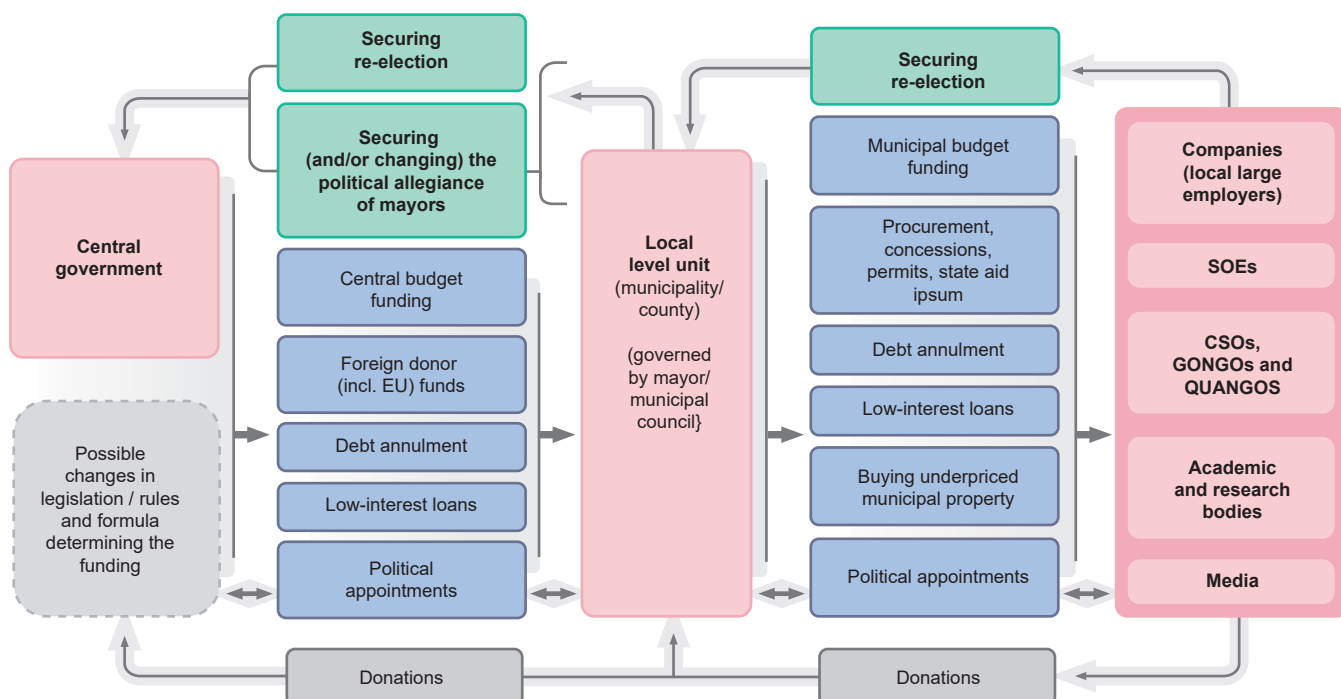 Securing
re-election
Securing
(and/or changing) the
political allegiance
of mayors
Central
government
Possible
changes in
legislation / rules
and formula
determining the
funding
Central budget
funding
Foreign donor
(incl. EU) funds
Debt annulment
Low-interest loans
Political
appointments
Local
level unit
(municipality/
county)
(governed
by mayor/
municipal
council}
Securing
re-election
Municipal budget
funding
Procurement,
concessions,
permits, state aid
ipsum
Debt annulment
Low-interest loans
Buying underpriced
municipal property
Political appointments
Companies
(local large
employers)
SOEs
CSOs,
GONGOs and
QUANGOS
Academic
and research
bodies
Media
Donations
Donations